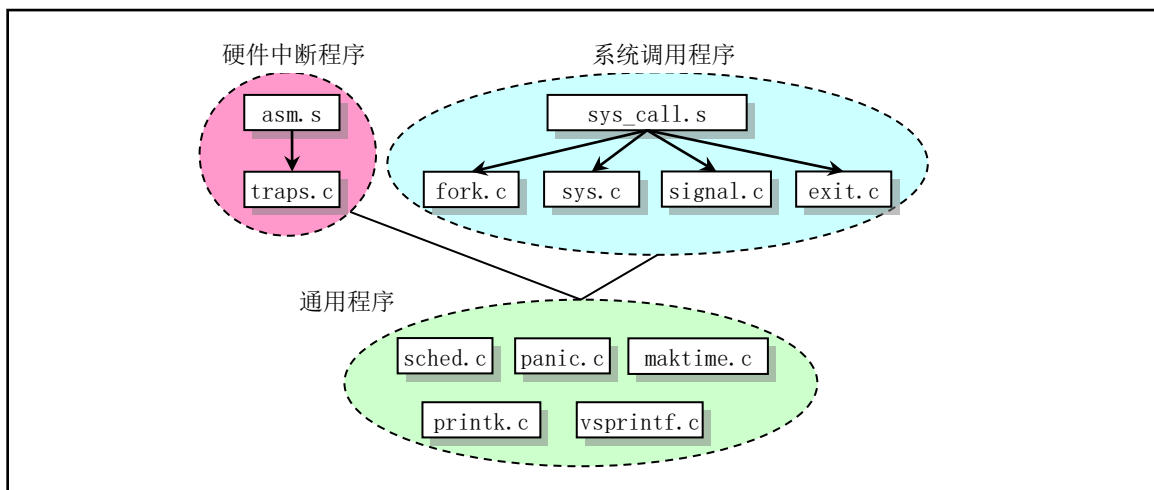 硬件中断程序
系统调用程序
asm.s
sys_call.s
traps.c
fork.c
sys.c
signal.c
exit.c
通用程序
sched.c
panic.c
maktime.c
printk.c
vsprintf.c